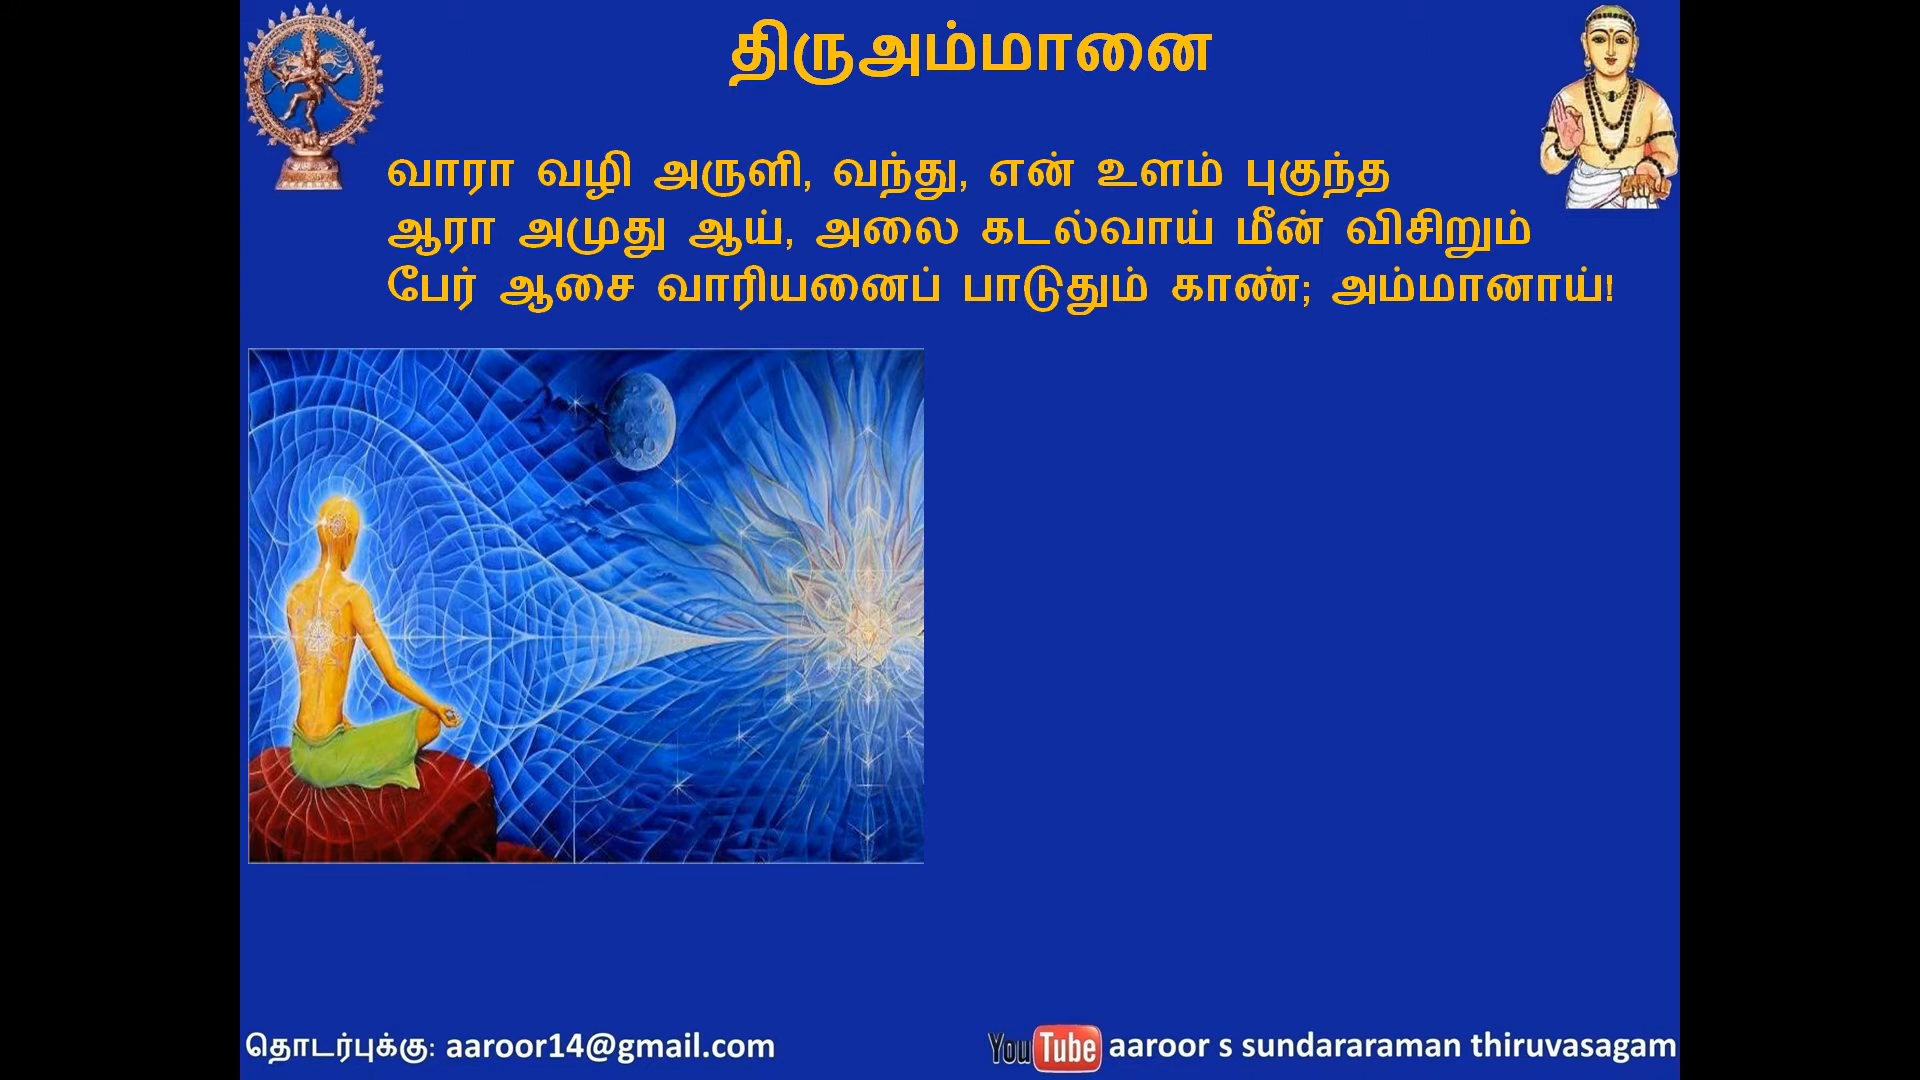 திருஅம்மானை
வாரா வழி அருளி, வந்து, என் உளம் புகுந்த
ஆரா அமுது ஆய், அலை கடல்வாய் மீன் விசிறும்
பேர் ஆசை வாரியனைப் பாடுதும் காண்; அம்மானாய்!
தொடர்புக்கு: aaroor14@gmail.com
YouTube aaroor s sundararaman thiruvasagam